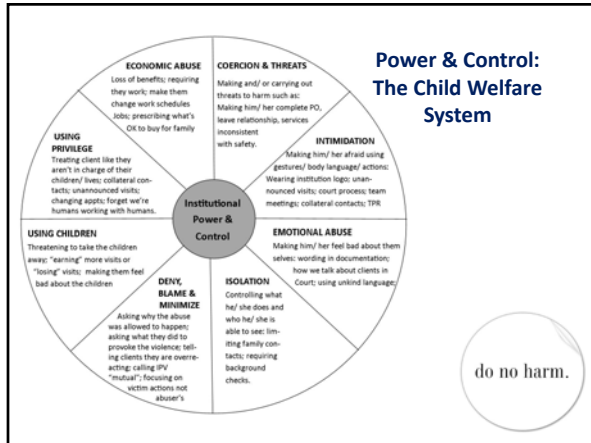 Power & Control:
The Child Welfare
System
ECONOMIC ABUSE
Loss of benefits; requiring
they work; make them
change work schedules
Jobs; prescribing what's
OK to buy for family
COERCION & THREATS
Making and/ or carrying out
threats to harm such as:
Making him/ her complete PO,
leave relationship, services
inconsistent
with safety.
INTIMIDATION
Making him/ her afraid using
gestures/ body language/ actions:
Wearing institution logo; unan-
nounced visits; court process; team
meetings; collateral contacts; TPR
EMOTIONAL ABUSE
Making him/ her feel bad about them
selves: wording in documentation;
how we talk about clients in
Court; using unkind language;
ISOLATION
Controlling what
he/ she does and
who he/ she is
able to see: lim-
iting family con-
tacts; requiring
background
checks.
DENY,
BLAME &
MINIMIZE
Asking why the abuse
was allowed to happen;
asking what they did to
provoke the violence; tel-
ling clients they are overre-
acting; calling IPV
"mutual"; focusing on
victim actions not
abuser's
USING CHILDREN
Threatening to take the children
away; "earning" more visits or
"losing" visits; making them feel
bad about the children
USING
PRIVILEGE
Treating client like they
aren't in charge of their
children/ lives; collateral con-
tacts; unannounced visits;
changing appts; forget we're
humans working with humans.
Institutional
Power &
Control
do no harm.